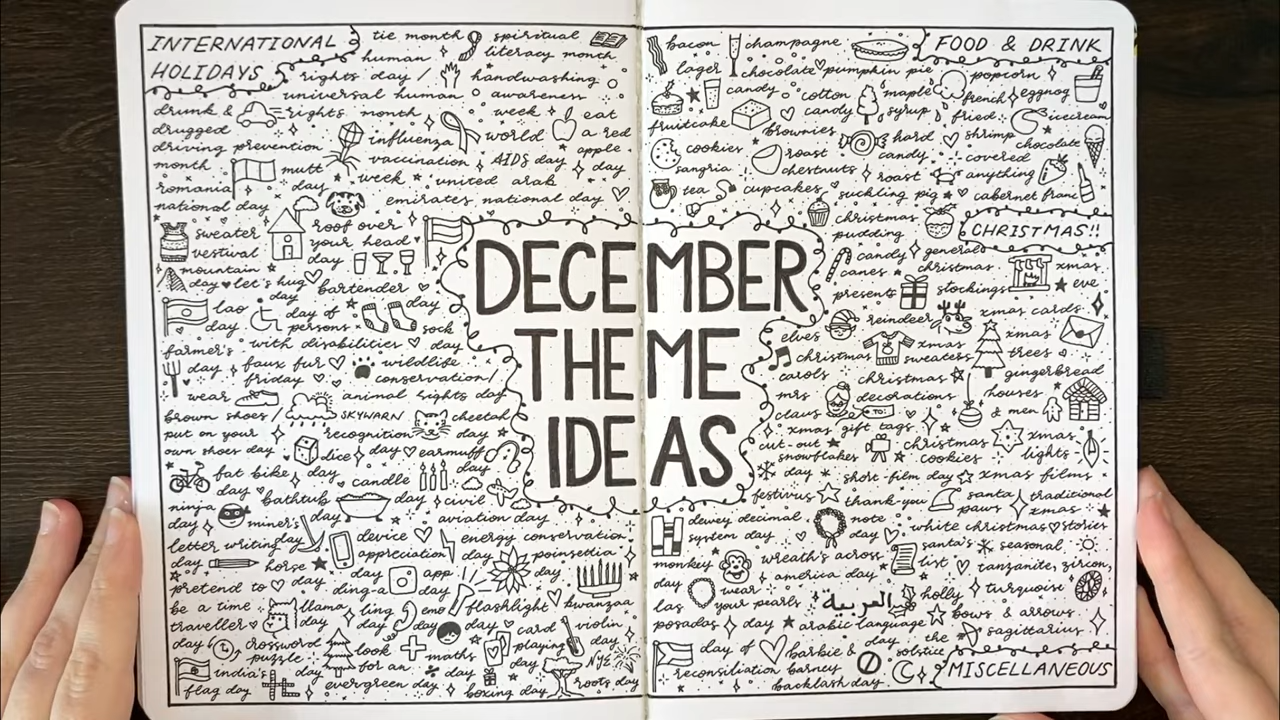 INTERNATIONAL
HOLIDAYS
tie month
spiritual
human
literacy month
rights day /
handwashing
universal human
awareness
drunk &
rights month
week
eat
drugged
influenza
world
a red
driving prevention
vaccination
AIDS day
apple
month
mutt
week
united arab
day
romania
day
national day
emirates national day
sweater
roof over
vestival
your head
day
mountain
day
let's hug
bartender
day
day
lao
day of
day
persons
sock
with disabilities
day
farmer's
day
faux fur
wildlife
friday
conservation/
wear
animal rights day
brown shoes/
SKYWARN
cheetah
put on your
recognition
day
own shoes day
dice
day
earmuff
day
fat bike
day
candle
day
bathtub
day
civil
ninja
day
aviation day
day
miner's
day
device
energy conservation
letter writing
appreciation
day
poinsettia
horse
day
day
pretend to
day
ding-a
app
be a time
llama
ling
emo
flashlight
kwanzaa
traveller
day
day
day
card
violin
day
crossword
look
maths
playing
day
puzzle
for an
day
day
NYE
india's
flag day
evergreen day
boxing day
roots day
DECEMBER
THEME
IDEAS
FOOD & DRINK
bacon
champagne
lager
chocolate
pumpkin pie
popcorn
candy
cotton
maple
french
eggnog
candy
syrup
fried
icecream
fruitcake
brownies
hard
shrimp
chocolate
cookies
roast
candy
covered
sangria
chestnuts
roast
anything
tea
cupcakes
suckling pig
cabernet franc
christmas
pudding
CHRISTMAS!!
candy
general
canes
christmas
xmas
presents
stockings
eve
reindeer
xmas cards
elves
xmas
xmas
christmas
sweaters
trees
carols
christmas
gingerbread
mrs
decorations
houses
claus
TO:
& men
xmas gift tags
cut-out
christmas
xmas
snowflakes
cookies
lights
day
short-film day
xmas films
festivus
thank-you
santa
traditional
paws
xmas
dewey decimal
note
white christmas
stories
system day
day
santa's
seasonal
monkey
wreath's across
list
tanzanite, zircon,
day
america day
wear
holly
turquoise
las
your pearls
العربية
bows & arrows
posadas
day
arabic language
sagittarius
day of
day
the
barbie &
solstice
reconsiliation
barney
MISCELLANEOUS
backlash day